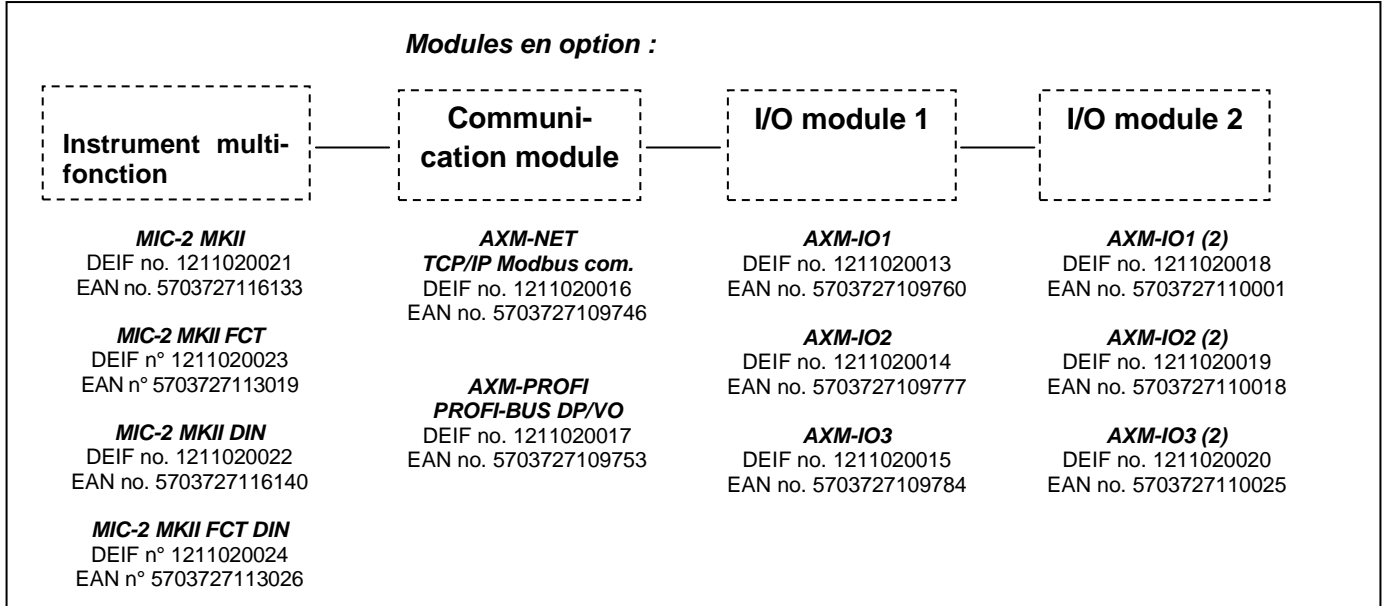 Modules en option :
Instrument multi-
fonction
Communi-
cation module
I/O module 1
I/O module 2
MIC-2 MKII
DEIF no. 1211020021
EAN no. 5703727116133
MIC-2 MKII FCT
DEIF n° 1211020023
EAN n° 5703727113019
MIC-2 MKII DIN
DEIF no. 1211020022
EAN no. 5703727116140
MIC-2 MKII FCT DIN
DEIF n° 1211020024
EAN n° 5703727113026
AXM-NET
TCP/IP Modbus com.
DEIF no. 1211020016
EAN no. 5703727109746
AXM-PROFI
PROFI-BUS DP/VO
DEIF no. 1211020017
EAN no. 5703727109753
AXM-IO1
DEIF no. 1211020013
EAN no. 5703727109760
AXM-IO2
DEIF no. 1211020014
EAN no. 5703727109777
AXM-IO3
DEIF no. 1211020015
EAN no. 5703727109784
AXM-IO1 (2)
DEIF no. 1211020018
EAN no. 5703727110001
AXM-IO2 (2)
DEIF no. 1211020019
EAN no. 5703727110018
AXM-IO3 (2)
DEIF no. 1211020020
EAN no. 5703727110025